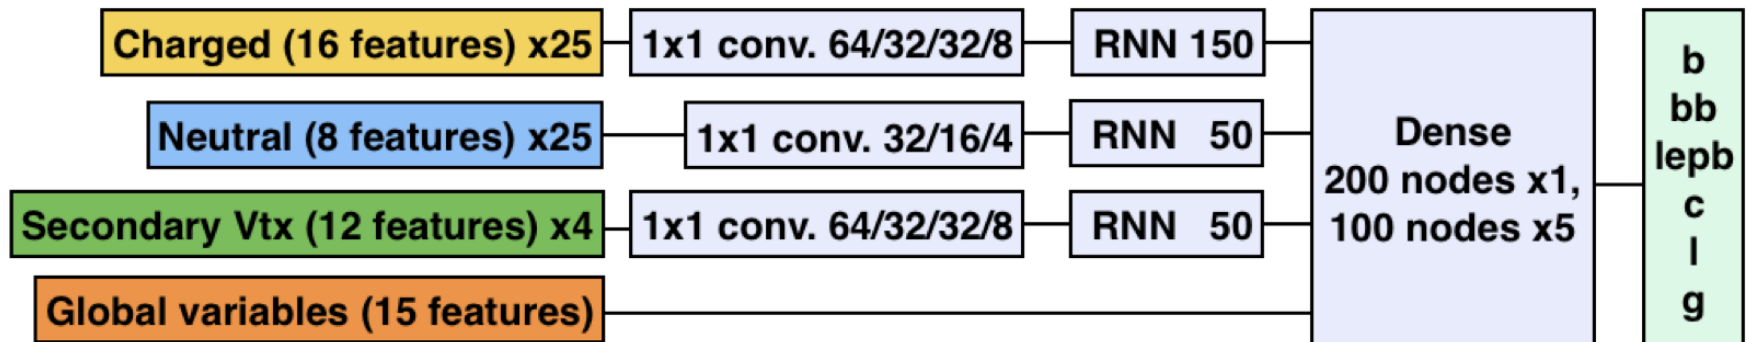 Charged (16 features) x25
1x1 conv. 64/32/32/8
RNN 150
Neutral (8 features) x25
1x1 conv. 32/16/4
RNN 50
Secondary Vtx (12 features) x4
1x1 conv. 64/32/32/8
RNN 50
Global variables (15 features)
Dense
200 nodes x1,
100 nodes x5
b
bb
lepb
c
l
g